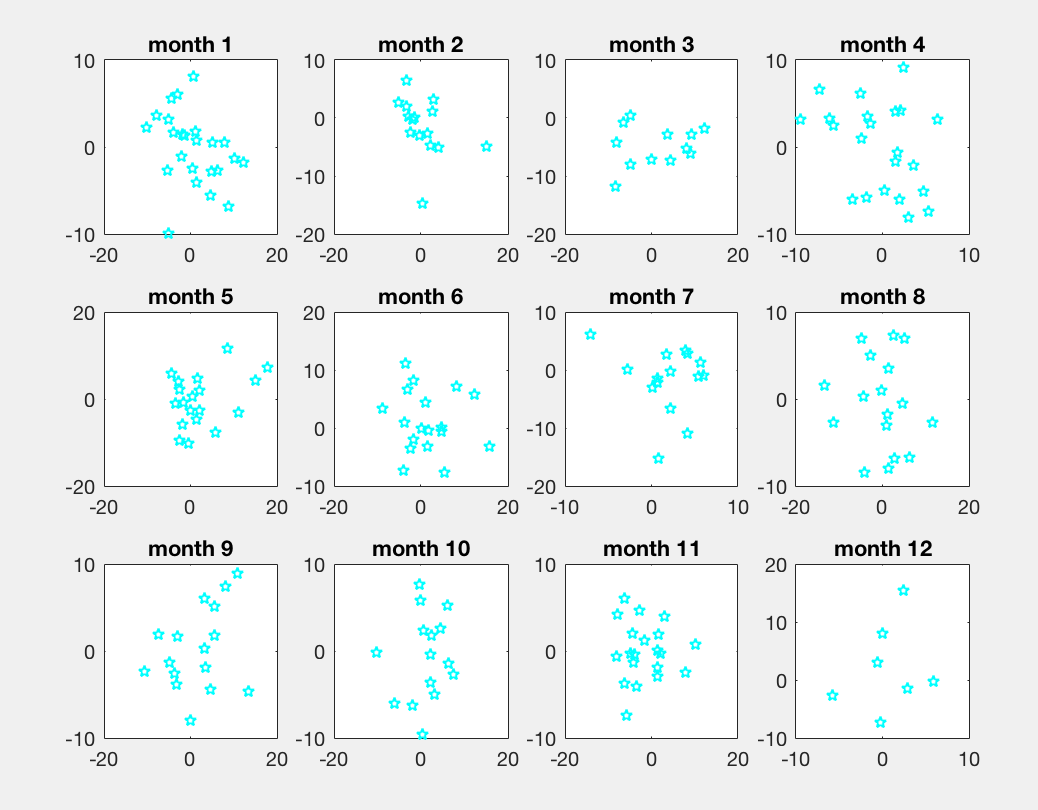 month 1 month 2 month 3 month 4
10 10 10 10
0 0 0 0
-10 -20 -20 -10
-10 -10
-20 0 20 -20 0 20 -20 0 20 -10 0 10
month 5 month 6 month 7 month 8
20 20 10 10
10
0 0 0 0
-10
-20 -10 -20 -10
-20 0 20 -20 0 20 -10 0 10 -20 0 20
month 9 month 10 month 11 month 12
10 10 10 20
10
0 0 0 0
-10 -10 -10 -10
-20 0 20 -20 0 20 -20 0 20 -10 0 10